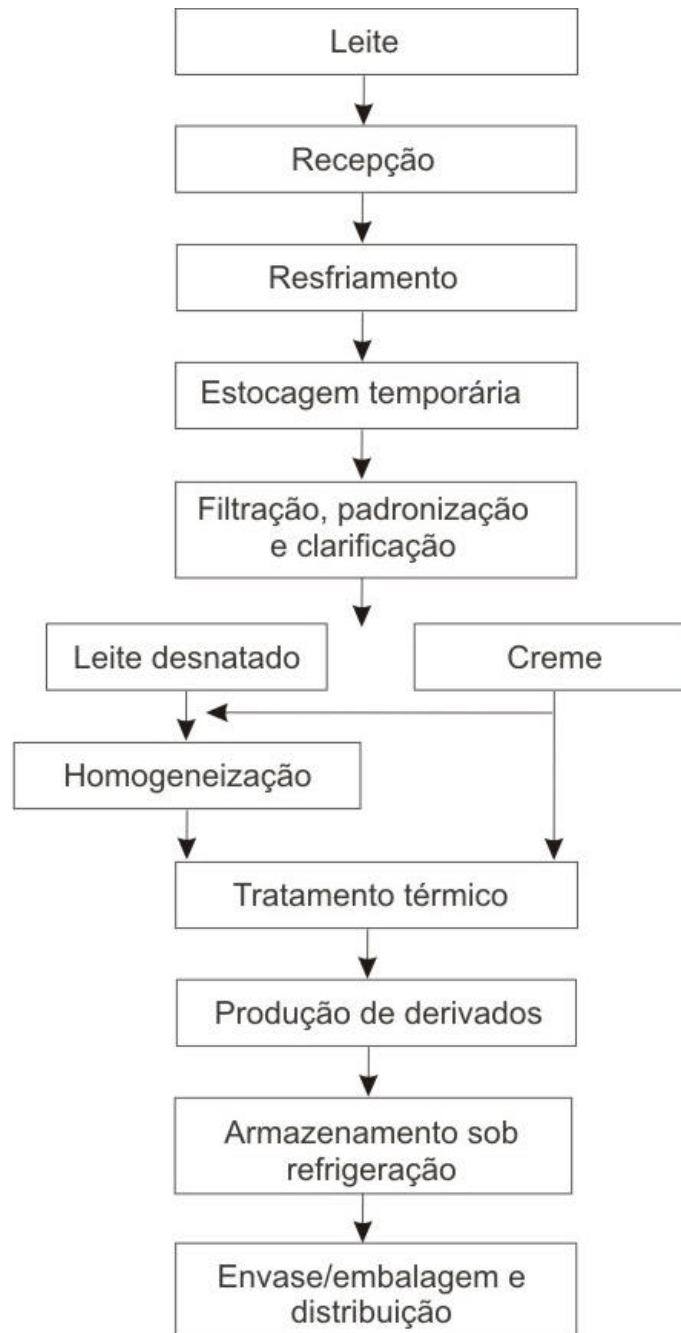 Leite
Recepção
Resfriamento
Estocagem temporária
Filtração, padronização
e clarificação
Leite desnatado
Creme
Homogeneização
Tratamento térmico
Produção de derivados
Armazenamento sob
refrigeração
Envase/embalagem e
distribuição